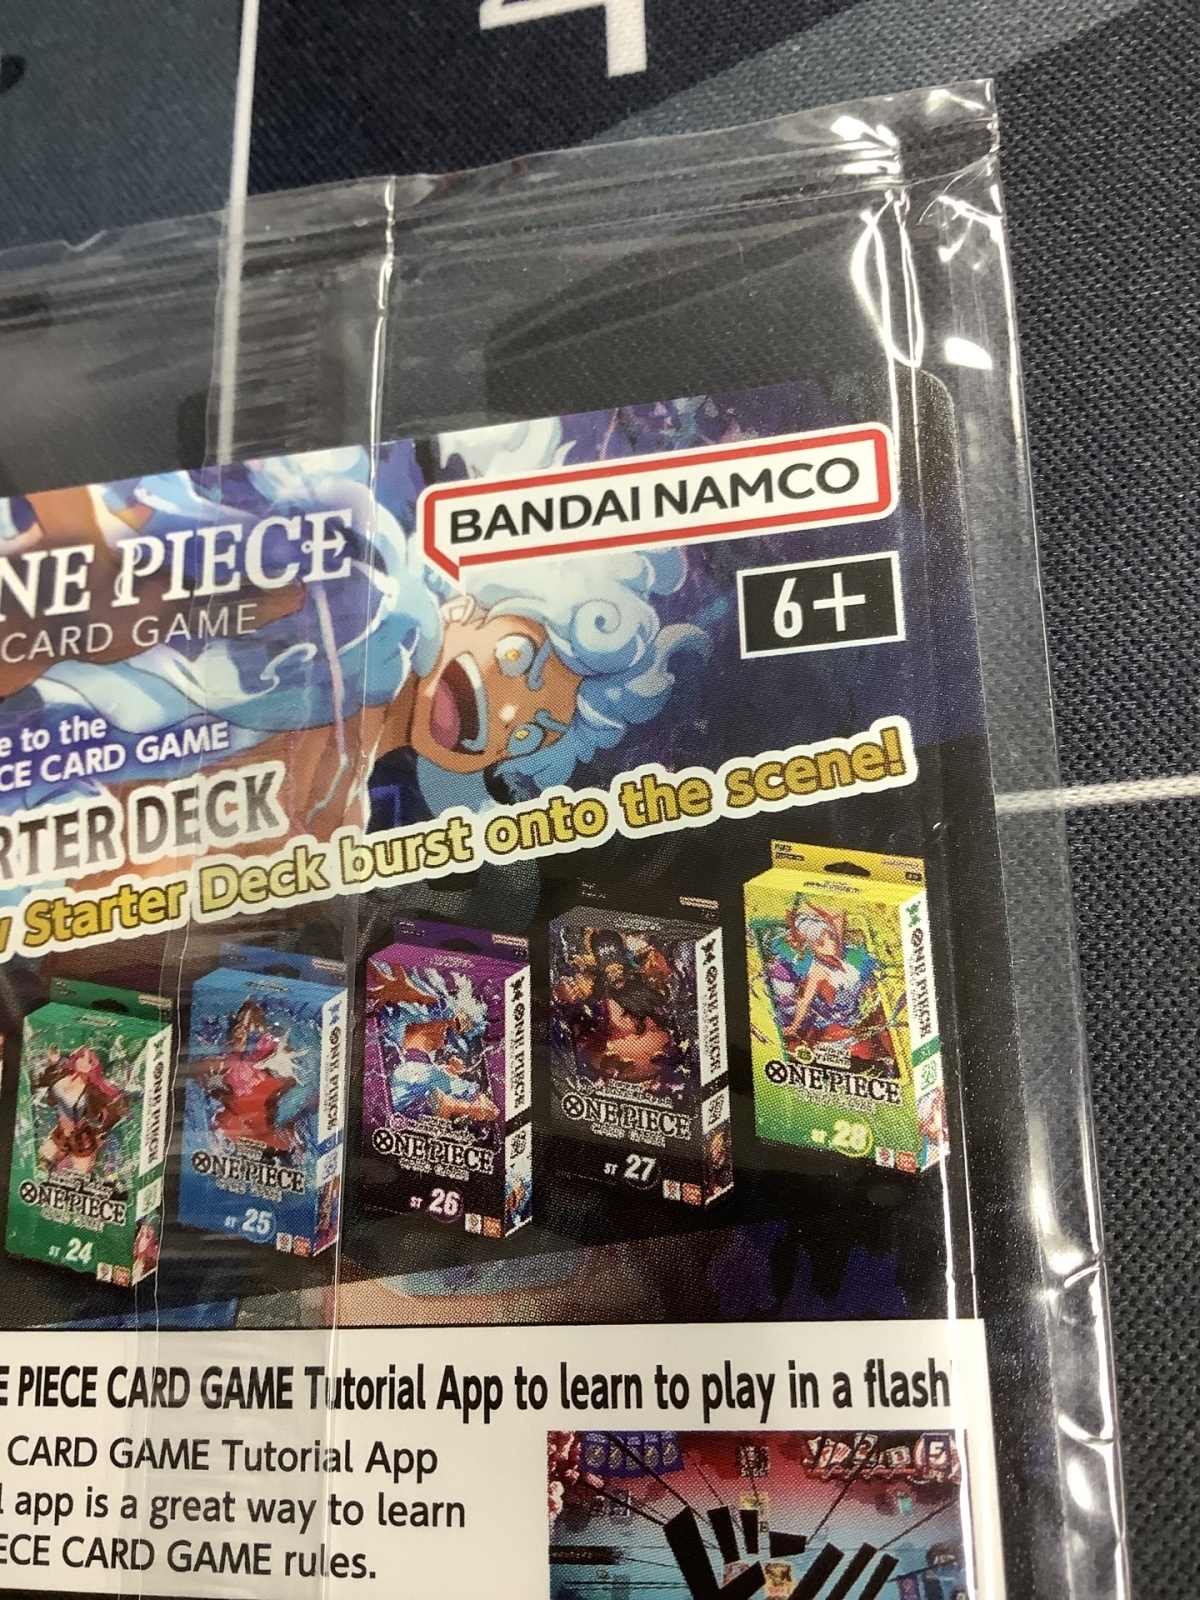 4
BANDAI NAMCO
NE PIECE
CARD GAME
6+
e to the
CE CARD GAME
RTER DECK
Starter Deck burst onto the scene!
ONE PIECE
ST 24
ONE PIECE
ST 25
ONE PIECE
ST 26
ONE PIECE
ST 27
ONE PIECE
ST 28
E PIECE CARD GAME Tutorial App to learn to play in a flash
CARD GAME Tutorial App
l app is a great way to learn
ECE CARD GAME rules.